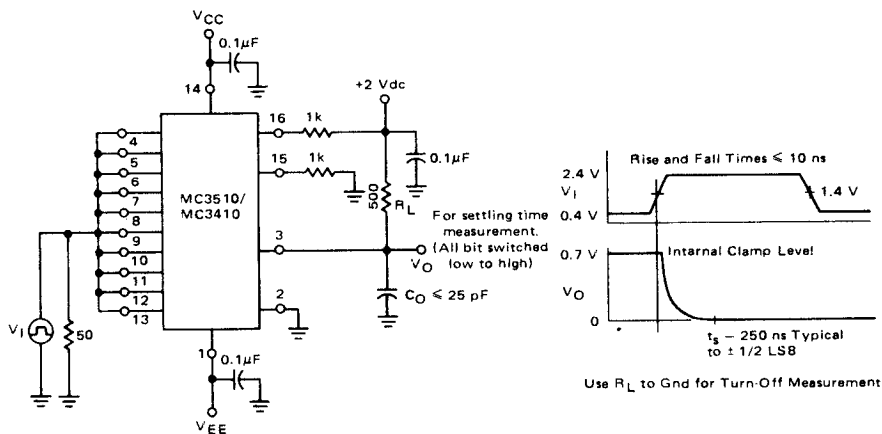 VCC
0.1µF
14
+2 Vdc
16
1k
15
1k
0.1µF
4
5
6
7
8
9
10
11
12
13
MC3510/
MC3410
500
RL
For settling time
measurement.
(All bit switched
low to high)
3
VO
CO ≤ 25 pF
2
VI
50
1
0.1µF
VEE
Rise and Fall Times ≤ 10 ns
2.4 V
VI
1.4 V
0.4 V
0.7 V
Internal Clamp Level
VO
0
ts – 250 ns Typical
to ± 1/2 LSB
Use RL to Gnd for Turn-Off Measurement